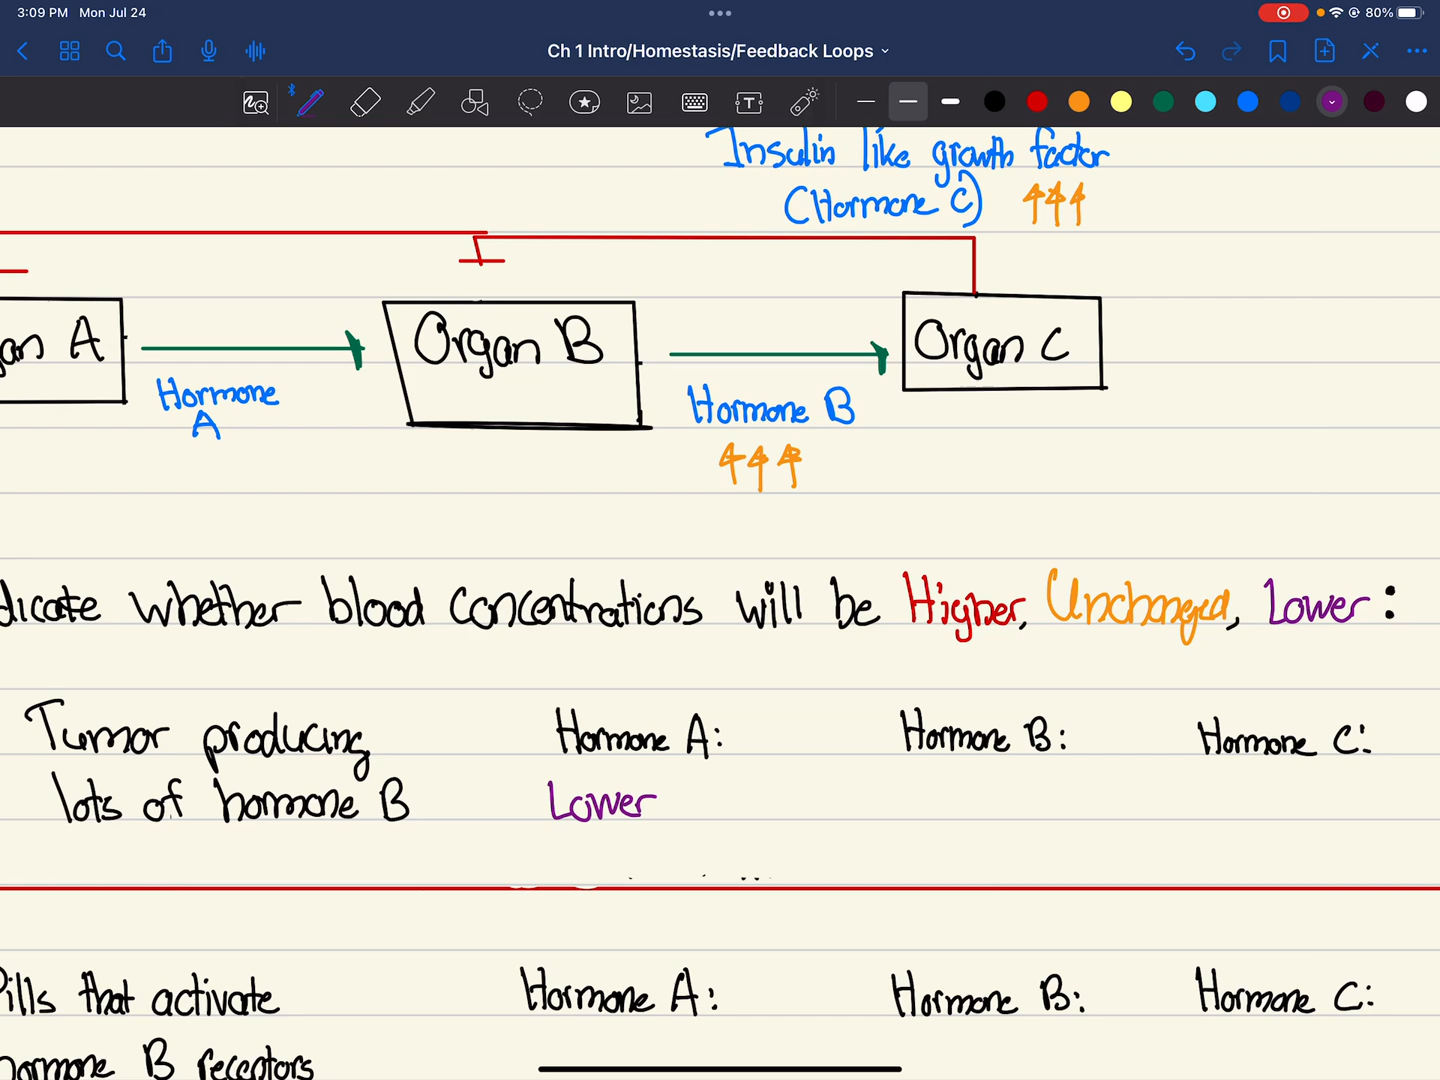 3:09 PM Mon Jul 24
80%
Ch 1 Intro/Homestasis/Feedback Loops
Insulin like growth factor
(Hormone C)
gan A
Organ B
Organ C
Hormone
A
Hormone B
dicate whether blood concentrations will be Higher, Unchanged, Lower:
Tumor producing
lots of hormone B
Hormone A:
Lower
Hormone B:
Hormone C:
Pills that activate
hormone B receptors
Hormone A:
Hormone B:
Hormone C: